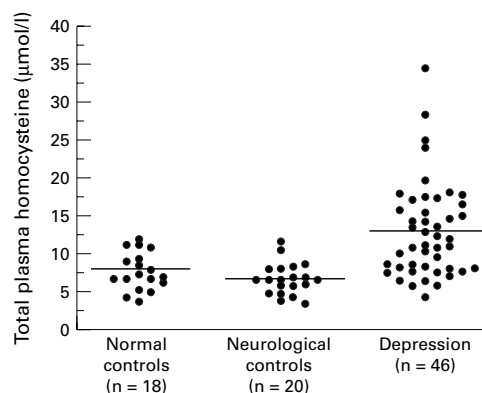 Total plasma homocysteine (μmol/l)
40
35
30
25
20
15
10
5
0
Normal
controls
(n = 18)
Neurological
controls
(n = 20)
Depression
(n = 46)